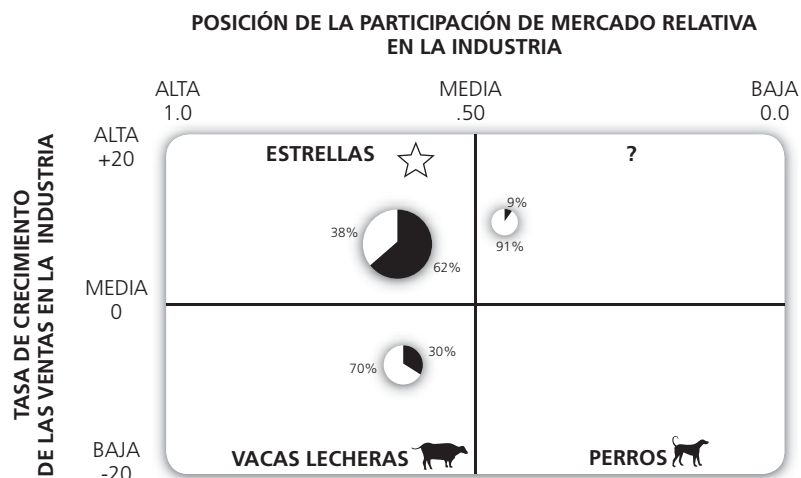 POSICIÓN DE LA PARTICIPACIÓN DE MERCADO RELATIVA
EN LA INDUSTRIA
ALTA
1.0
MEDIA
.50
BAJA
0.0
TASA DE CRECIMIENTO
DE LAS VENTAS EN LA INDUSTRIA
ALTA
+20
ESTRELLAS
?
38%
62%
9%
91%
MEDIA
0
70%
30%
BAJA
-20
VACAS LECHERAS
PERROS